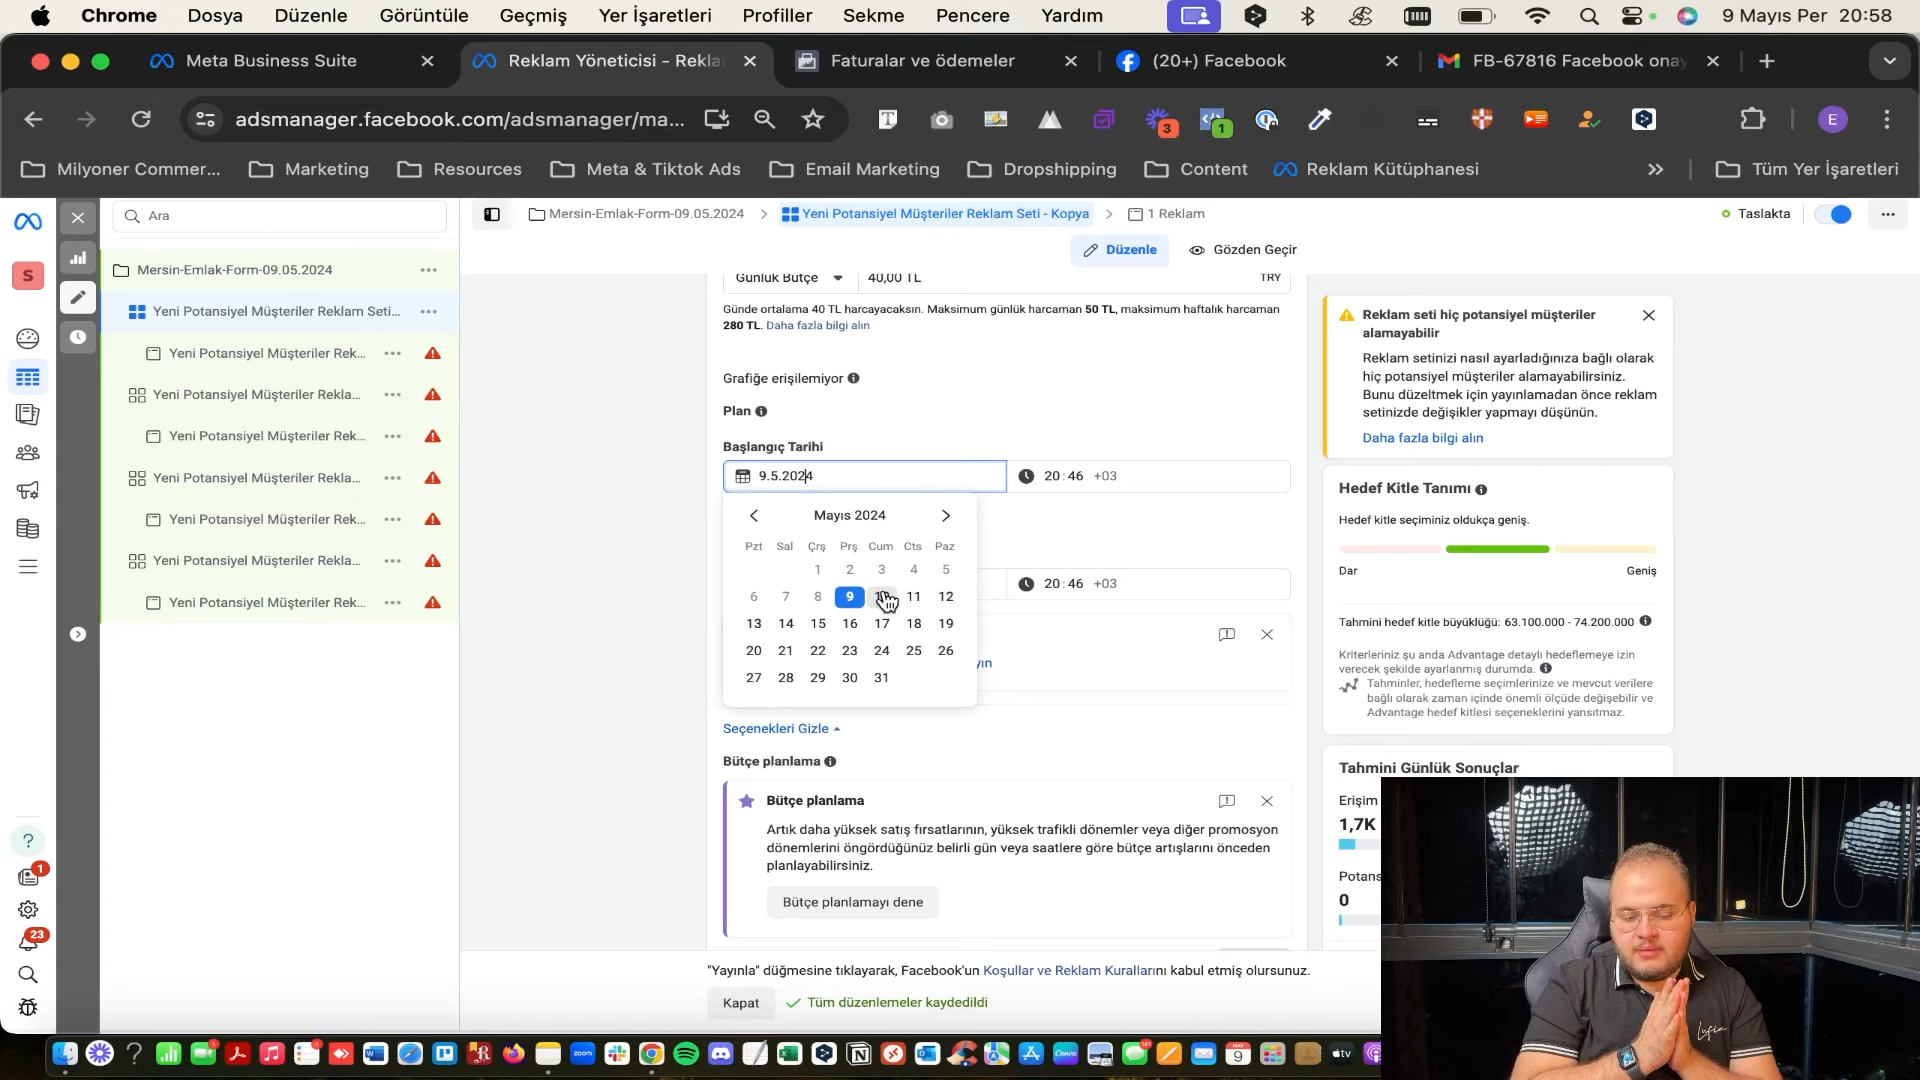 Chrome Dosya Düzenle Görüntüle Geçmiş Yer İşaretleri Profiller Sekme Pencere Yardım 9 Mayıs Per 20:58
Meta Business Suite
Reklam Yöneticisi - Rekla
Faturalar ve ödemeler
(20+) Facebook
FB-67816 Facebook onay
adsmanager.facebook.com/adsmanager/ma...
3
1
E
Milyoner Commer... Marketing Resources Meta & Tiktok Ads Email Marketing Dropshipping Content Reklam Kütüphanesi Tüm Yer İşaretleri
Ara
Mersin-Emlak-Form-09.05.2024
Yeni Potansiyel Müşteriler Reklam Seti - Kopya
1 Reklam
Taslakta
Düzenle
Gözden Geçir
S
Mersin-Emlak-Form-09.05.2024
Yeni Potansiyel Müşteriler Reklam Seti...
Yeni Potansiyel Müşteriler Rek...
Yeni Potansiyel Müşteriler Rekla...
Yeni Potansiyel Müşteriler Rek...
Yeni Potansiyel Müşteriler Rekla...
Yeni Potansiyel Müşteriler Rek...
Yeni Potansiyel Müşteriler Rekla...
Yeni Potansiyel Müşteriler Rek...
1
23
Günlük Bütçe 40,00 TL TRY
Günde ortalama 40 TL harcayacaksın. Maksimum günlük harcaman 50 TL, maksimum haftalık harcaman
280 TL. Daha fazla bilgi alın
Grafiğe erişilemiyor
Plan
Başlangıç Tarihi
9.5.2024 20:46 +03
Mayıs 2024
Pzt Sal Çrş Prş Cum Cts Paz
1 2 3 4 5
6 7 8 9 11 12
13 14 15 16 17 18 19
20 21 22 23 24 25 26
27 28 29 30 31
20:46 +03
yın
Seçenekleri Gizle
Bütçe planlama
Bütçe planlama
Artık daha yüksek satış fırsatlarının, yüksek trafikli dönemler veya diğer promosyon
dönemlerini öngördüğünüz belirli gün veya saatlere göre bütçe artışlarını önceden
planlayabilirsiniz.
Bütçe planlamayı dene
"Yayınla" düğmesine tıklayarak, Facebook'un Koşullar ve Reklam Kurallarını kabul etmiş olursunuz.
Kapat
Tüm düzenlemeler kaydedildi
Reklam seti hiç potansiyel müşteriler
alamayabilir
Reklam setinizi nasıl ayarladığınıza bağlı olarak
hiç potansiyel müşteriler alamayabilirsiniz.
Bunu düzeltmek için yayınlamadan önce reklam
setinizde değişikler yapmayı düşünün.
Daha fazla bilgi alın
Hedef Kitle Tanımı
Hedef kitle seçiminiz oldukça geniş.
Dar Geniş
Tahmini hedef kitle büyüklüğü: 63.100.000 - 74.200.000
Kriterleriniz şu anda Advantage detaylı hedeflemeye izin
verecek şekilde ayarlanmış durumda.
Tahminler, hedefleme seçimlerinize ve mevcut verilere
bağlı olarak zaman içinde önemli ölçüde değişebilir ve
Advantage hedef kitlesi seçeneklerini yansıtmaz.
Tahmini Günlük Sonuçlar
Erişim
1,7K
Potans
0
zoom
Canva
9
tv